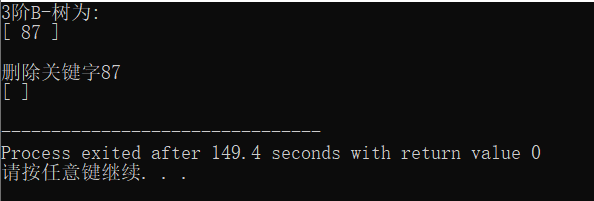 3阶B-树为:
[ 87 ]
删除关键字87
[ ]
--------------------------------
Process exited after 149.4 seconds with return value 0
请按任意键继续. . .